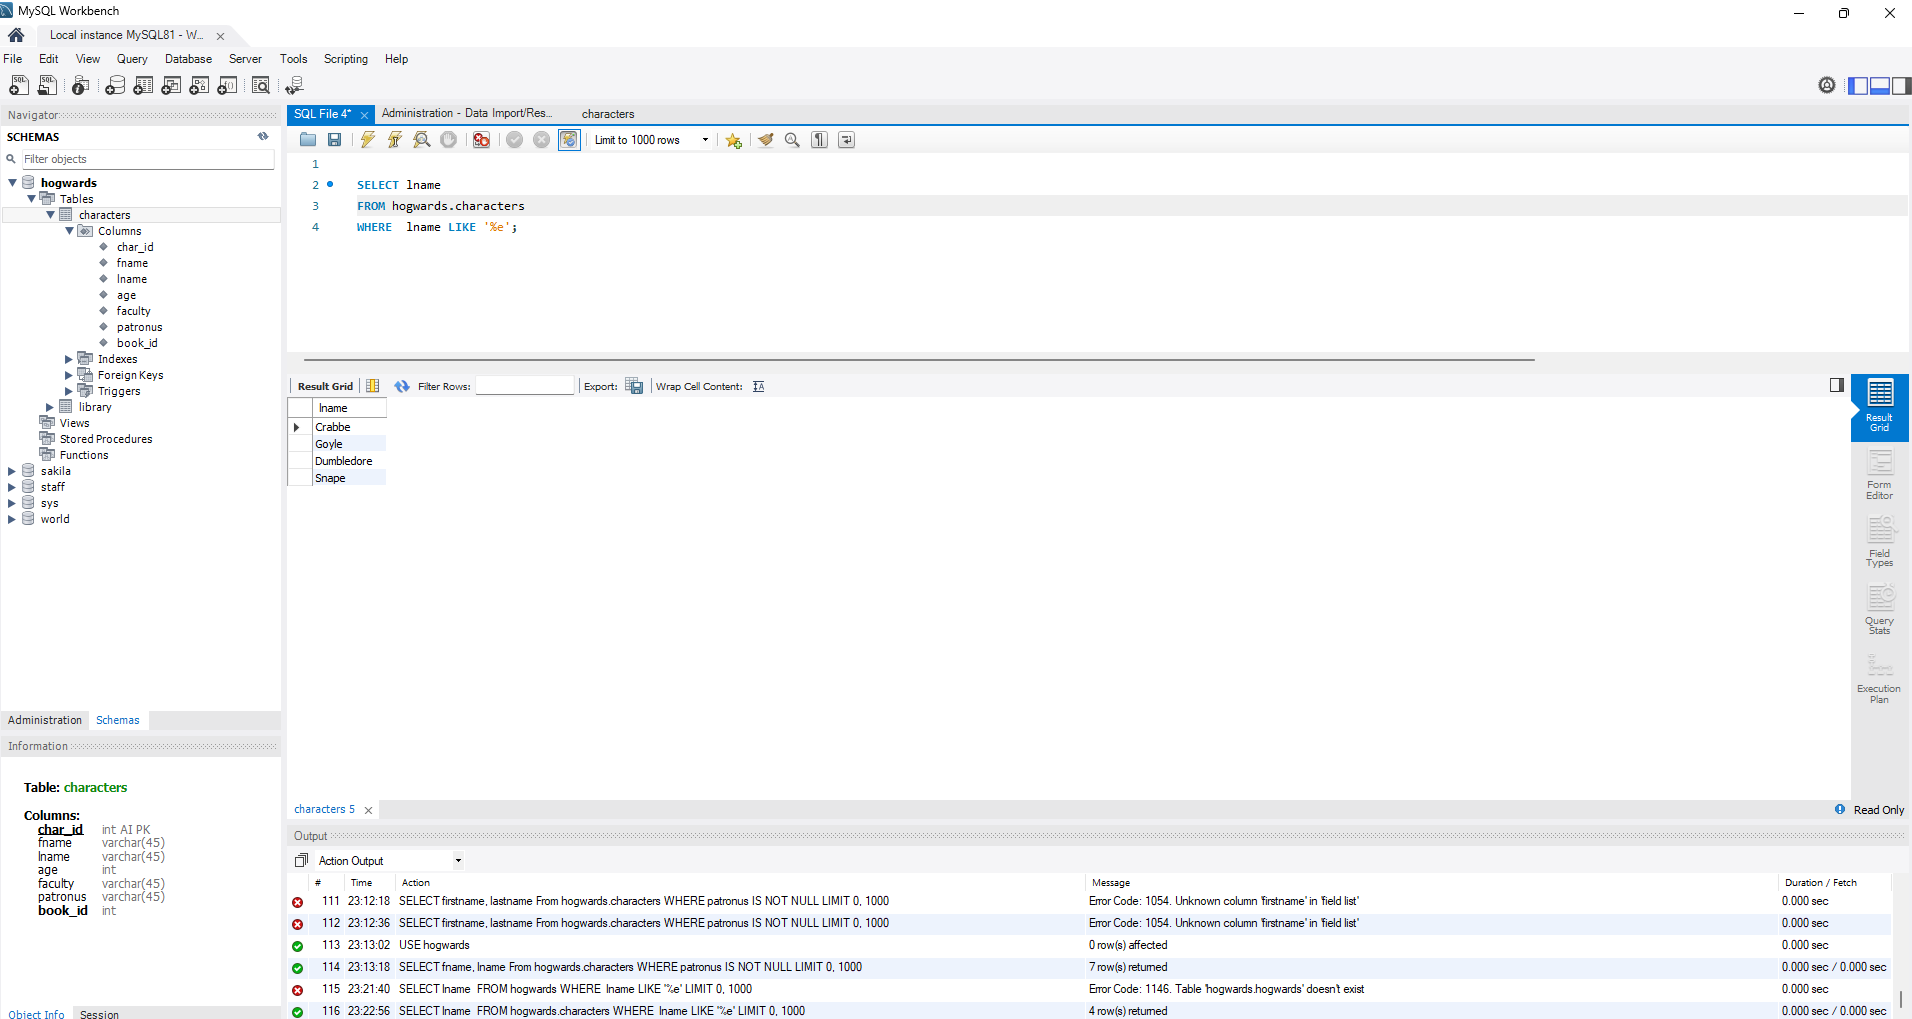 MySQL Workbench
Local instance MySQL81 - W...
File Edit View Query Database Server Tools Scripting Help
Navigator
SCHEMAS
Filter objects
hogwards
Tables
characters
Columns
char_id
fname
lname
age
faculty
patronus
book_id
Indexes
Foreign Keys
Triggers
library
Views
Stored Procedures
Functions
sakila
staff
sys
world
Administration Schemas
Information
Table: characters
Columns:
char_id int AI PK
fname varchar(45)
lname varchar(45)
age int
faculty varchar(45)
patronus varchar(45)
book_id int
Object Info Session
SQL File 4* Administration - Data Import/Res... characters
Limit to 1000 rows
1
2 SELECT lname
3 FROM hogwards.characters
4 WHERE  lname LIKE '%e';
Result Grid Filter Rows: Export: Wrap Cell Content:
lname
Crabbe
Goyle
Dumbledore
Snape
Result
Grid
Form
Editor
Field
Types
Query
Stats
Execution
Plan
characters 5
Read Only
Output
Action Output
# Time Action Message Duration / Fetch
111 23:12:18 SELECT firstname, lastname From hogwards.characters WHERE patronus IS NOT NULL LIMIT 0, 1000 Error Code: 1054. Unknown column 'firstname' in 'field list' 0.000 sec
112 23:12:36 SELECT firstname, lastname From hogwards.characters WHERE patronus IS NOT NULL LIMIT 0, 1000 Error Code: 1054. Unknown column 'firstname' in 'field list' 0.000 sec
113 23:13:02 USE hogwards 0 row(s) affected 0.000 sec
114 23:13:18 SELECT fname, lname From hogwards.characters WHERE patronus IS NOT NULL LIMIT 0, 1000 7 row(s) returned 0.000 sec / 0.000 sec
115 23:21:40 SELECT lname  FROM hogwards WHERE  lname LIKE '%e' LIMIT 0, 1000 Error Code: 1146. Table 'hogwards.hogwards' doesn't exist 0.000 sec
116 23:22:56 SELECT lname  FROM hogwards.characters WHERE  lname LIKE '%e' LIMIT 0, 1000 4 row(s) returned 0.000 sec / 0.000 sec